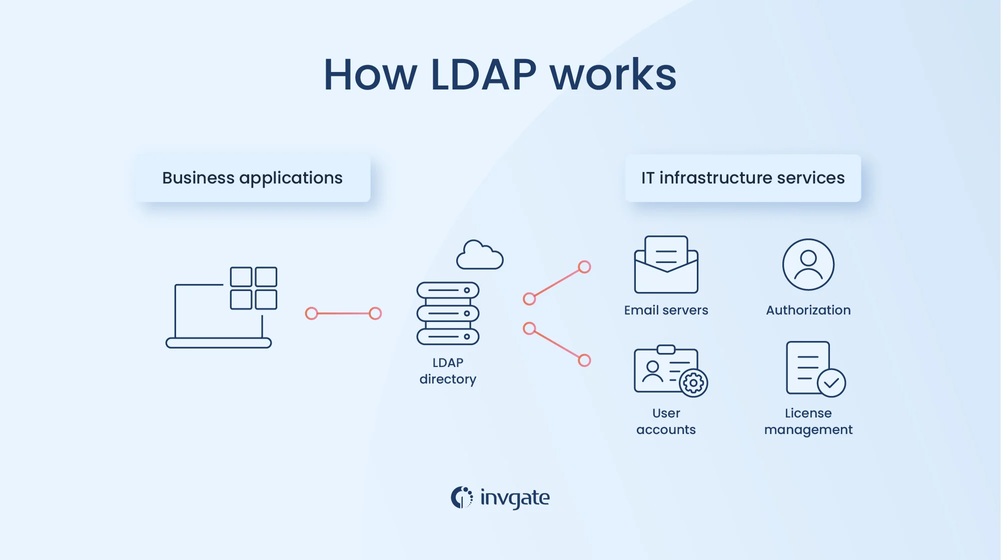 How LDAP works
Business applications
IT infrastructure services
LDAP
directory
Email servers
Authorization
User
accounts
License
management
invgate